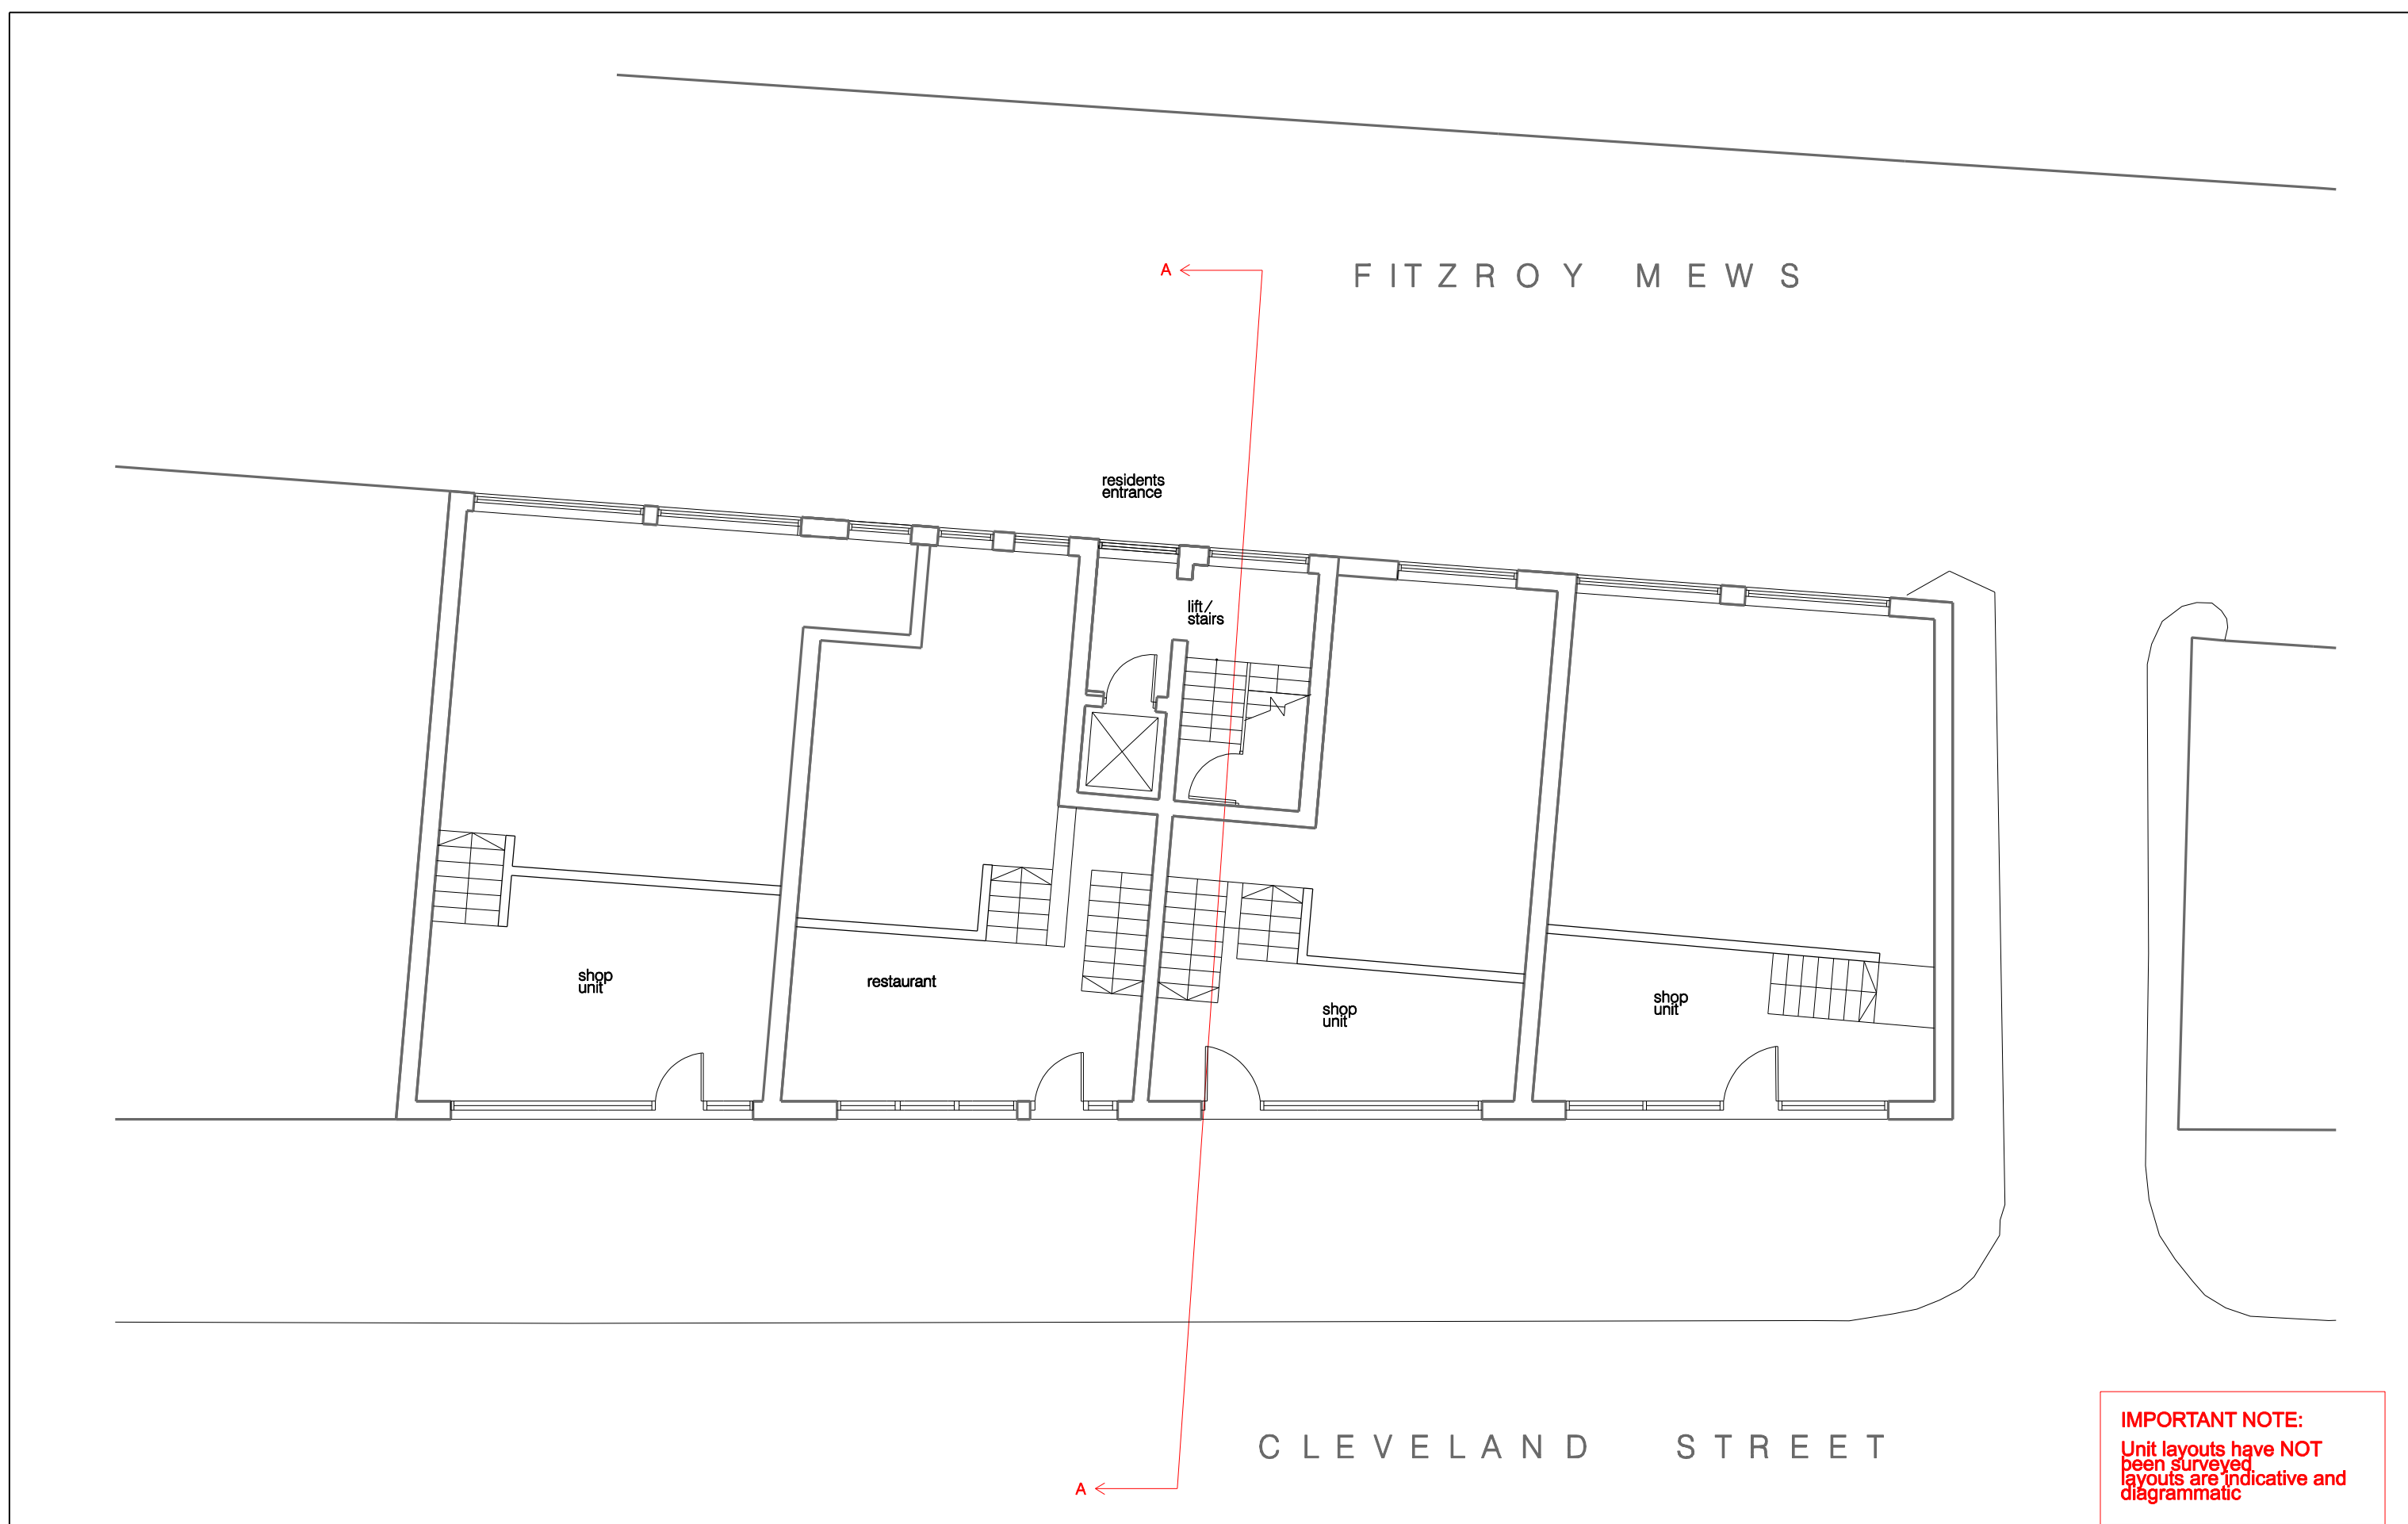 FITZROY MEWS
A
residents
entrance
lift/
stairs
shop
unit
restaurant
shop
unit
shop
unit
CLEVELAND STREET
A
IMPORTANT NOTE:
Unit layouts have NOT
been surveyed
layouts are indicative and
diagrammatic